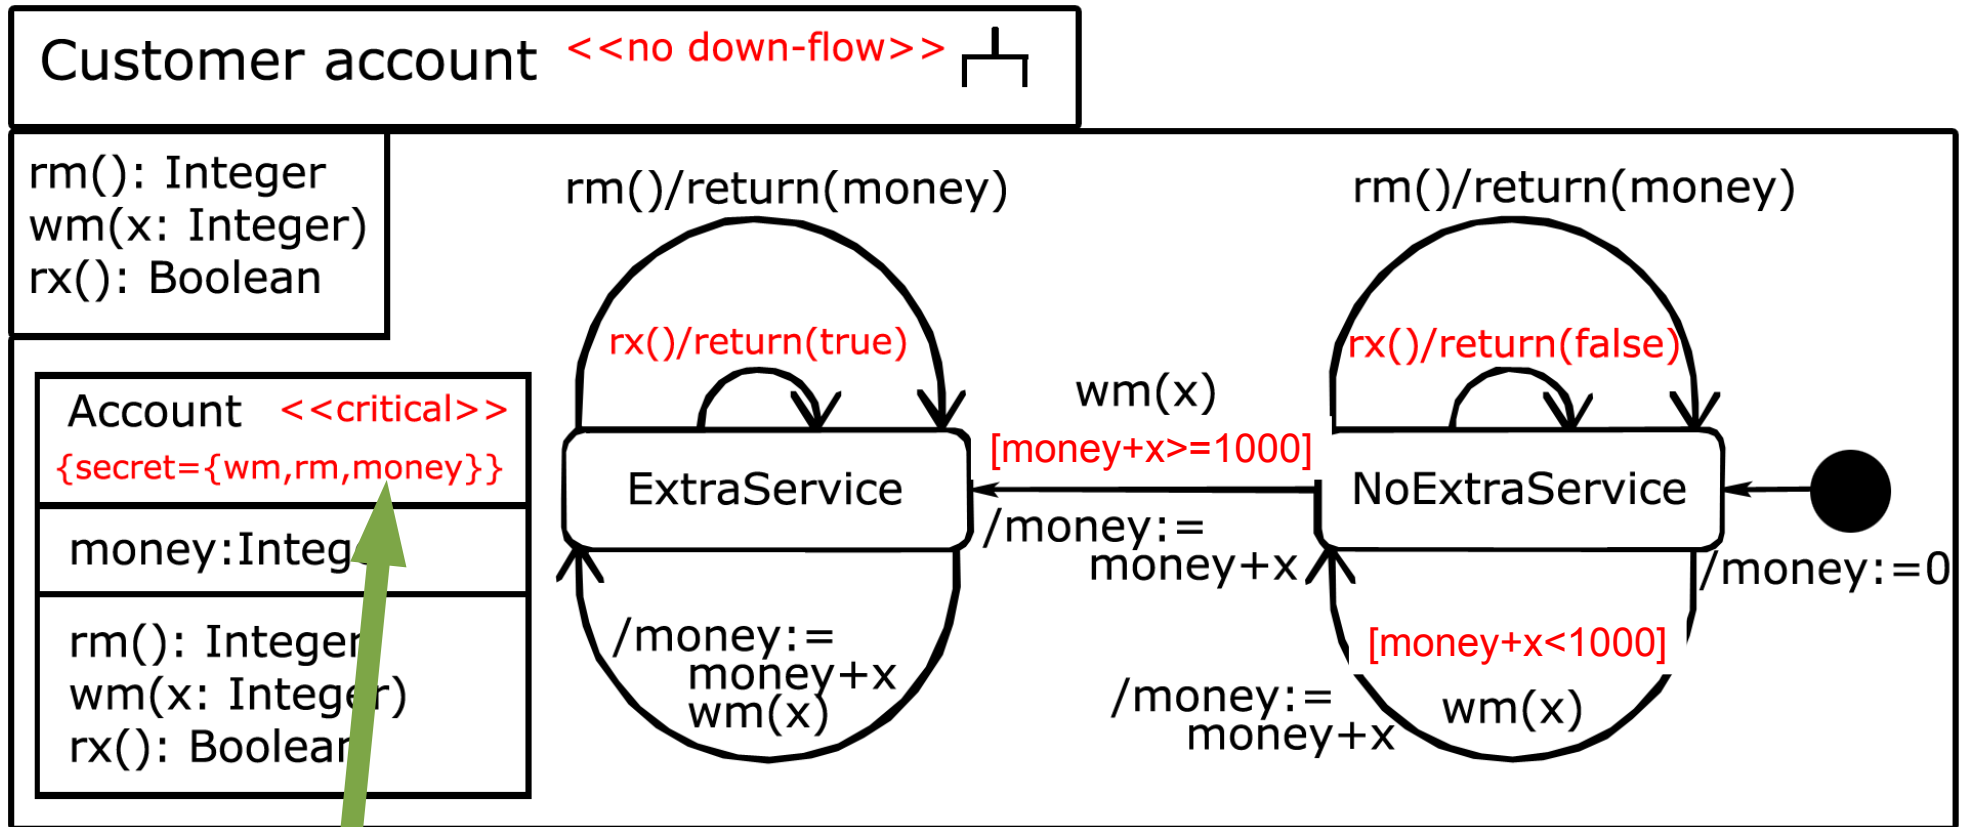 Customer account <<no down-flow>>
rm(): Integer
wm(x: Integer)
rx(): Boolean
Account <<critical>>
{secret={wm,rm,money}}
money:Integer
rm(): Integer
wm(x: Integer)
rx(): Boolean
rm()/return(money)
rx()/return(true)
ExtraService
/money:=
money+x
wm(x)
wm(x)
[money+x>=1000]
/money:=
money+x
rm()/return(money)
rx()/return(false)
NoExtraService
/money:=0
[money+x<1000]
wm(x)
/money:=
money+x